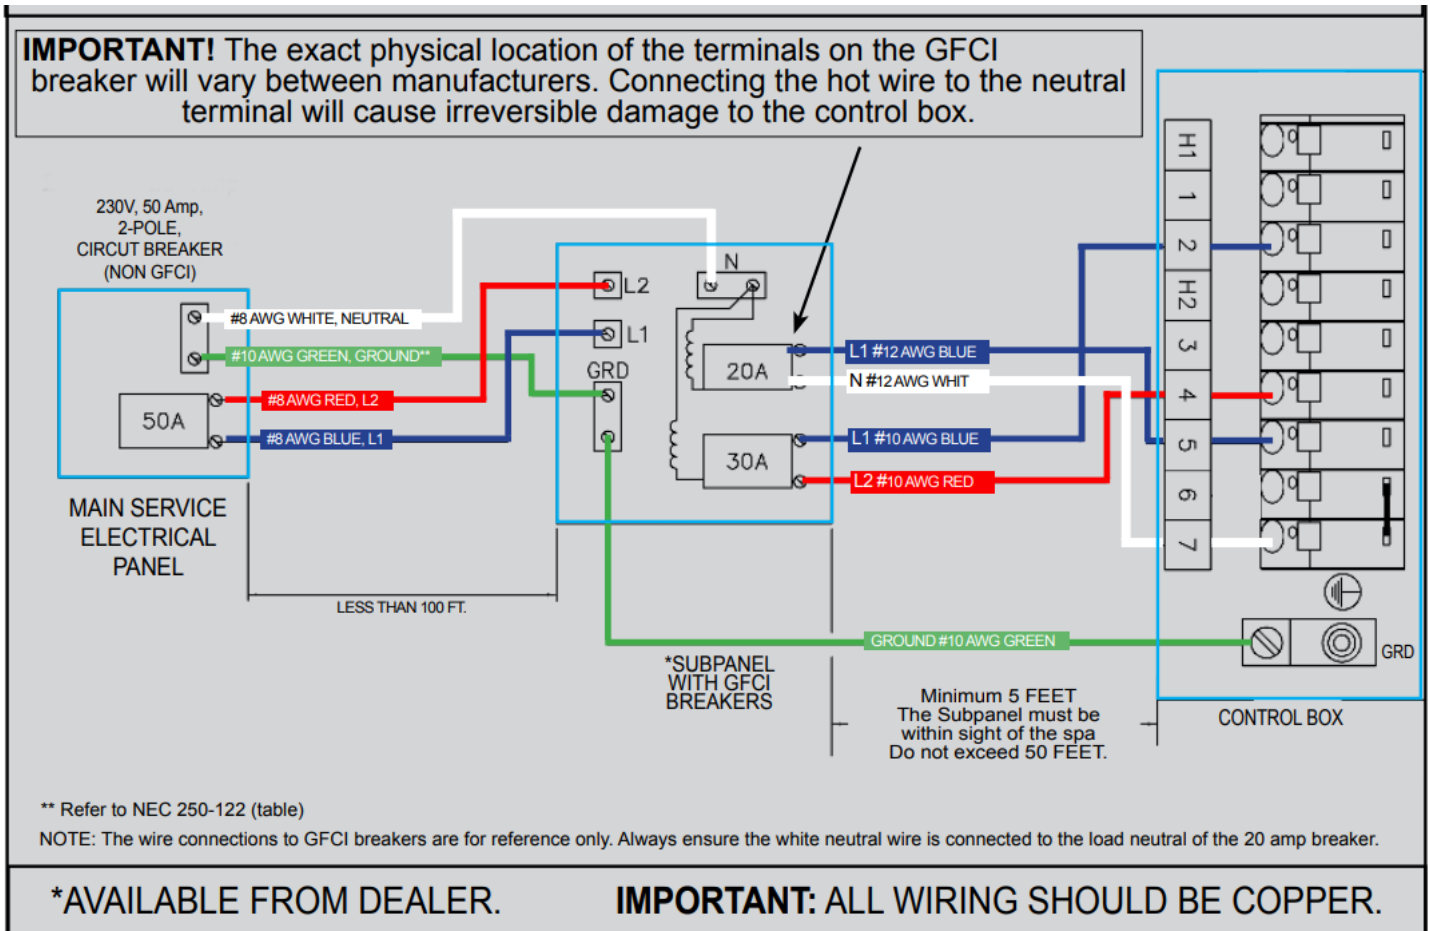 IMPORTANT! The exact physical location of the terminals on the GFCI
breaker will vary between manufacturers. Connecting the hot wire to the neutral
terminal will cause irreversible damage to the control box.
230V, 50 Amp,
2-POLE,
CIRCUT BREAKER
(NON GFCI)
#8 AWG WHITE, NEUTRAL
#10 AWG GREEN, GROUND**
#8 AWG RED, L2
#8 AWG BLUE, L1
50A
MAIN SERVICE
ELECTRICAL
PANEL
LESS THAN 100 FT.
N
L2
L1
GRD
20A
30A
*SUBPANEL
WITH GFCI
BREAKERS
L1 #12 AWG BLUE
N #12 AWG WHIT
L1 #10 AWG BLUE
L2 #10 AWG RED
GROUND #10 AWG GREEN
Minimum 5 FEET
The Subpanel must be
within sight of the spa
Do not exceed 50 FEET.
H1
1
2
H2
3
4
5
6
7
GRD
CONTROL BOX
** Refer to NEC 250-122 (table)
NOTE: The wire connections to GFCI breakers are for reference only. Always ensure the white neutral wire is connected to the load neutral of the 20 amp breaker.
*AVAILABLE FROM DEALER.
IMPORTANT: ALL WIRING SHOULD BE COPPER.